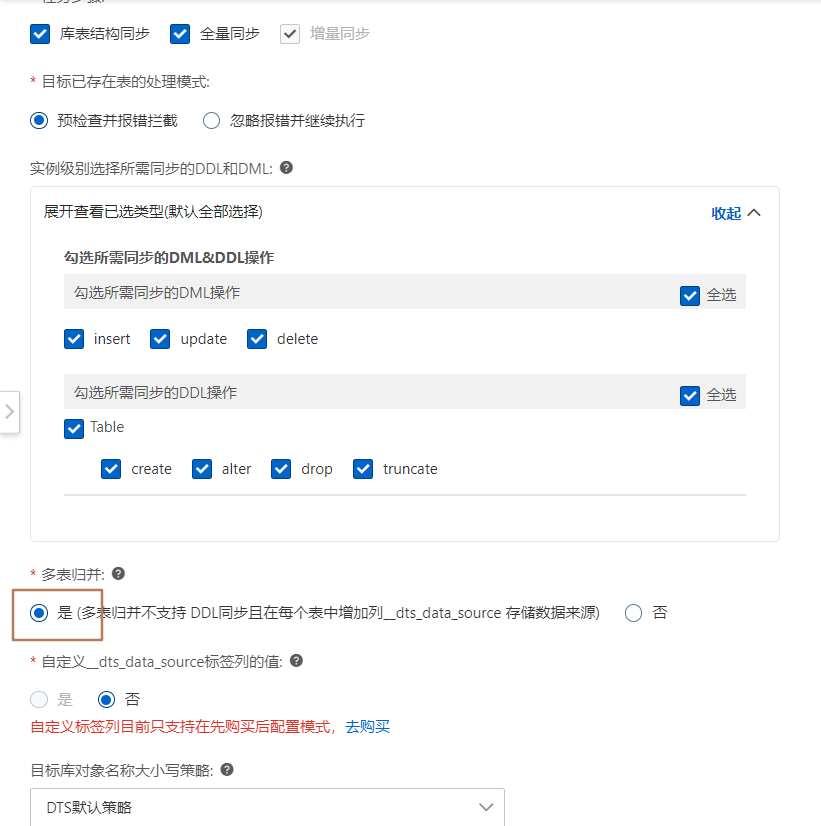 库表结构同步 全量同步 增量同步
* 目标已存在表的处理模式:
预检查并报错拦截 忽略报错并继续执行
实例级别选择所需同步的DDL和DML:
展开查看已选类型(默认全部选择) 收起
勾选所需同步的DML&DDL操作
勾选所需同步的DML操作 全选
insert update delete
勾选所需同步的DDL操作 全选
Table
create alter drop truncate
* 多表归并:
是 (多表归并不支持 DDL同步且在每个表中增加列__dts_data_source 存储数据来源) 否
* 自定义__dts_data_source标签列的值:
是 否
自定义标签列目前只支持在先购买后配置模式，去购买
目标库对象名称大小写策略:
DTS默认策略